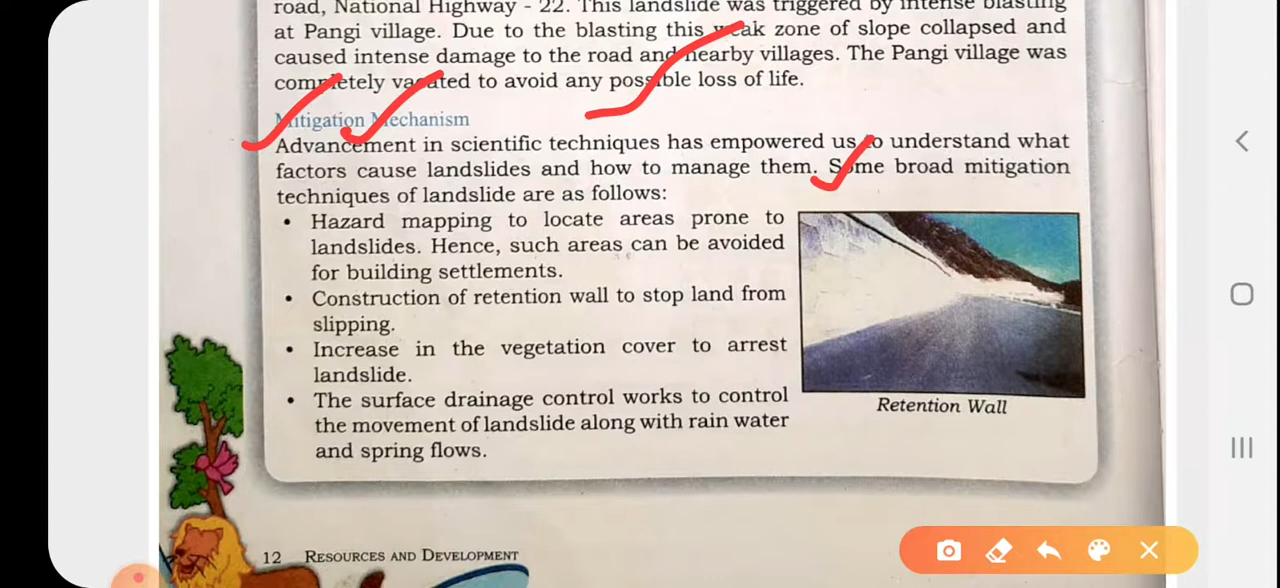 road, National Highway - 22. This landslide was triggered by intense blasting
at Pangi village. Due to the blasting this weak zone of slope collapsed and
caused intense damage to the road and nearby villages. The Pangi village was
completely vacated to avoid any possible loss of life.
Mitigation Mechanism
Advancement in scientific techniques has empowered us to understand what
factors cause landslides and how to manage them. Some broad mitigation
techniques of landslide are as follows:
• Hazard mapping to locate areas prone to
landslides. Hence, such areas can be avoided
for building settlements.
• Construction of retention wall to stop land from
slipping.
• Increase in the vegetation cover to arrest
landslide.
• The surface drainage control works to control
the movement of landslide along with rain water
and spring flows.
Retention Wall
12 RESOURCES AND DEVELOPMENT